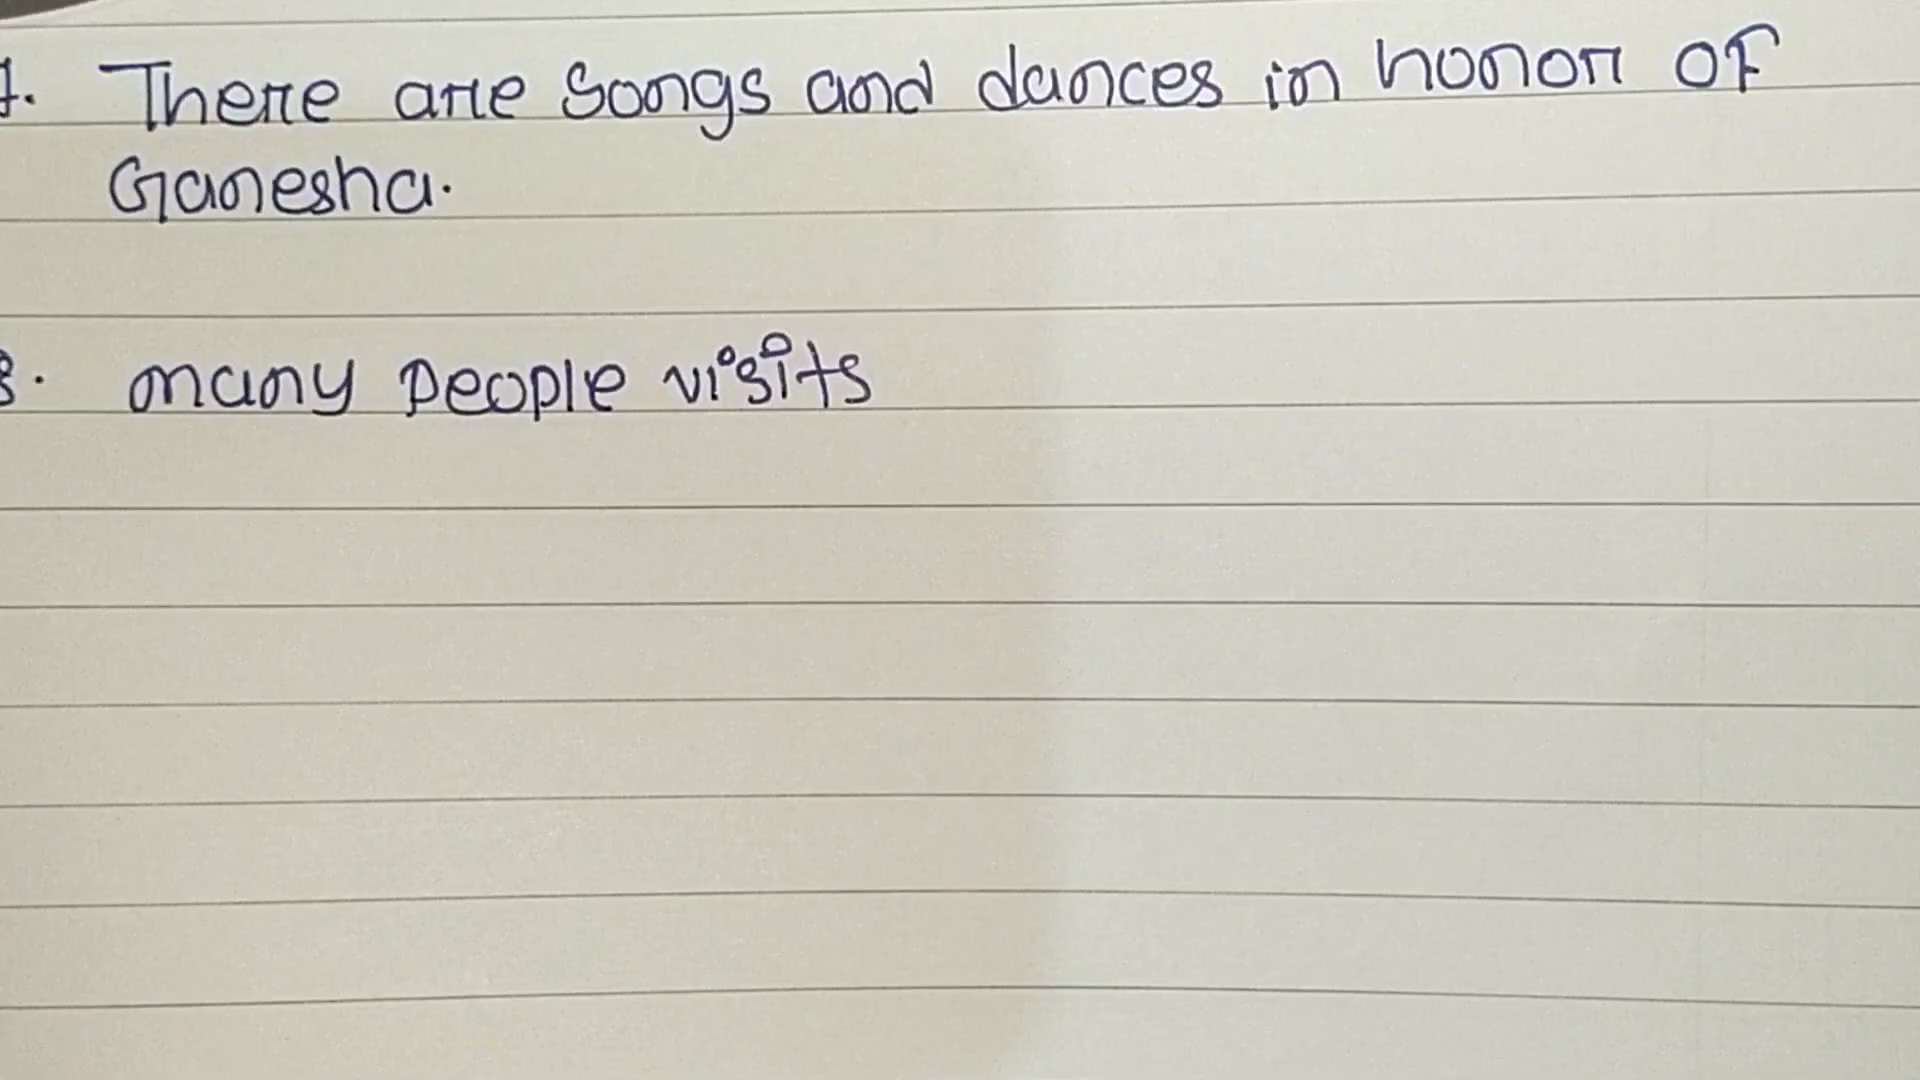 7. There are Songs and dances in honor of
Ganesha.
8. many people visits